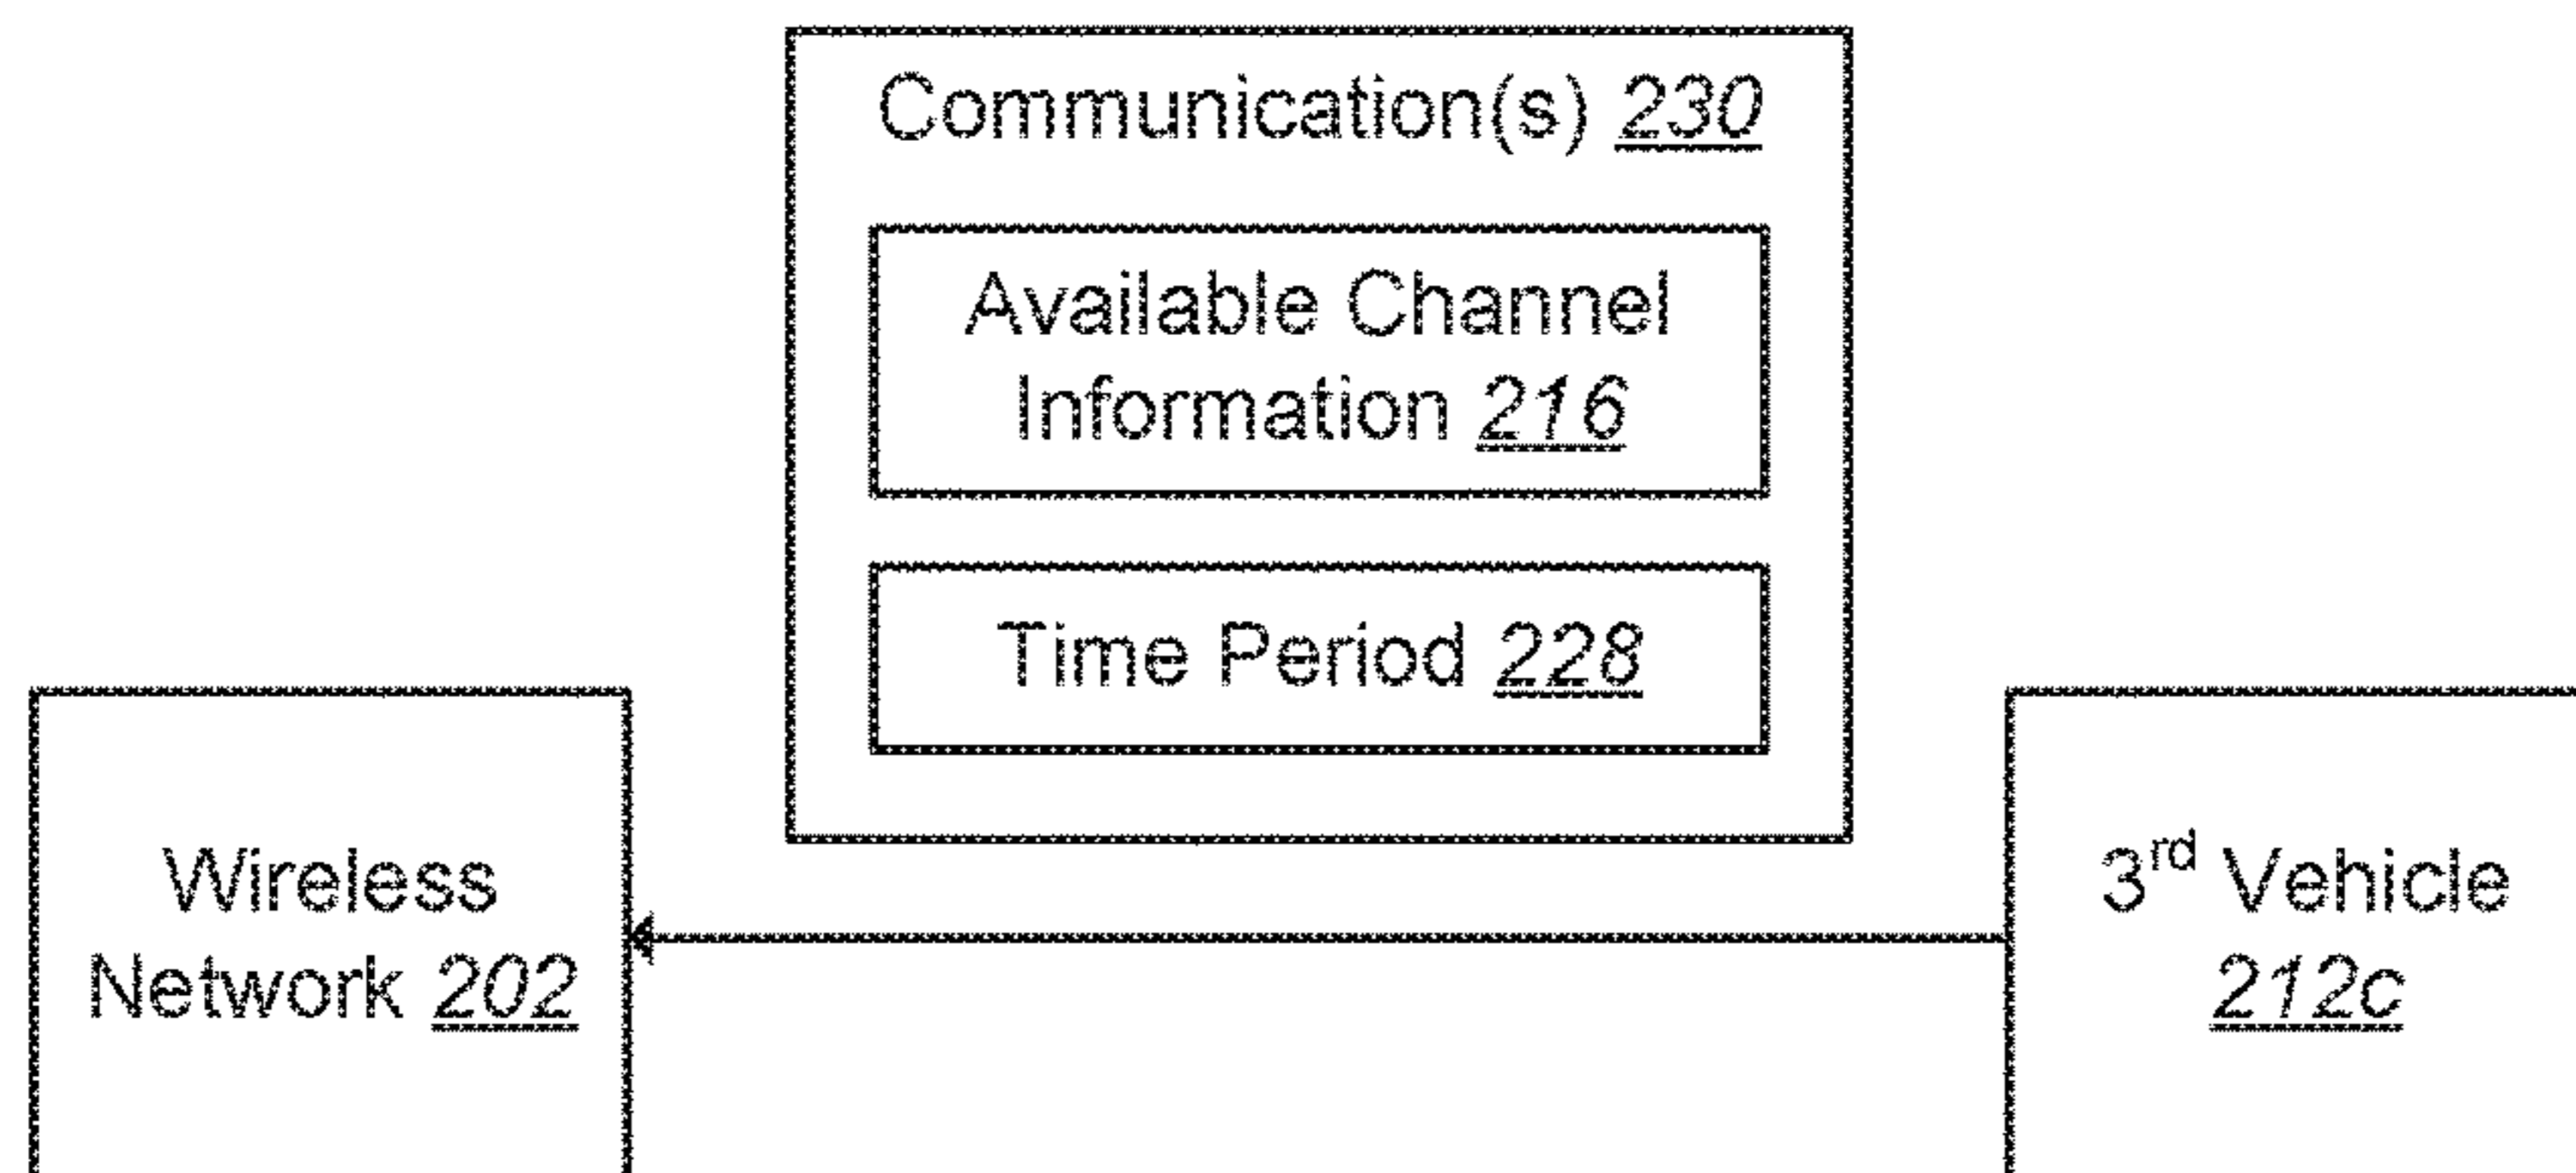 Communication(s) 230
Available Channel
Information 216
Time Period 228
Wireless
Network 202
3rd Vehicle
212c